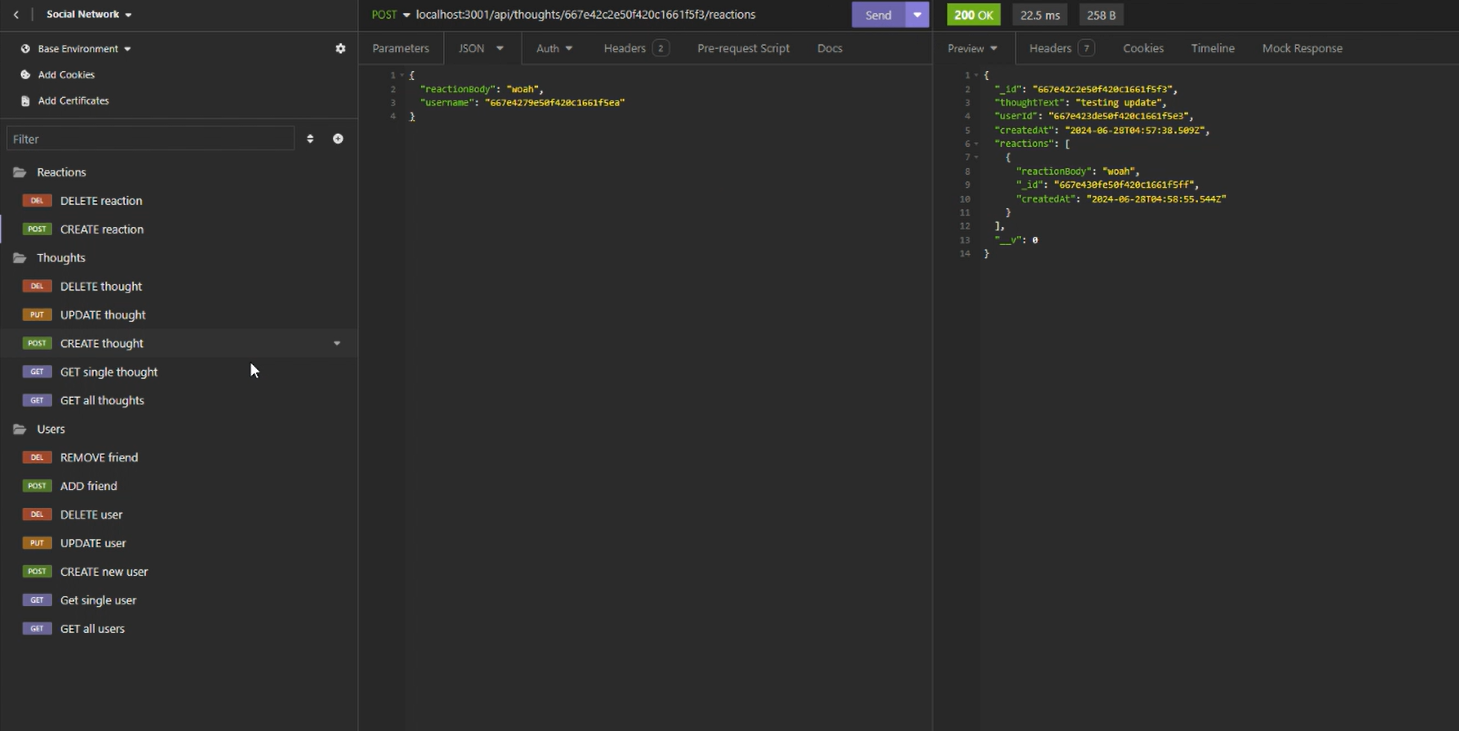 Social Network
Base Environment
Add Cookies
Add Certificates
Filter
Reactions
DEL DELETE reaction
POST CREATE reaction
Thoughts
DEL DELETE thought
PUT UPDATE thought
POST CREATE thought
GET GET single thought
GET GET all thoughts
Users
DEL REMOVE friend
POST ADD friend
DEL DELETE user
PUT UPDATE user
POST CREATE new user
GET Get single user
GET GET all users
POST localhost:3001/api/thoughts/667e42c2e50f420c1661f5f3/reactions Send
Parameters JSON Auth Headers 2 Pre-request Script Docs
1 {
2 "reactionBody": "woah",
3 "username": "667e4279e50f420c1661f5ea"
4 }
200 OK 22.5 ms 258 B
Preview Headers 7 Cookies Timeline Mock Response
1 {
2 "_id": "667e42c2e50f420c1661f5f3",
3 "thoughtText": "testing update",
4 "userId": "667e423de50f420c1661f5e3",
5 "createdAt": "2024-06-28T04:57:38.509Z",
6 "reactions": [
7 {
8 "reactionBody": "woah",
9 "_id": "667e430fe50f420c1661f5ff",
10 "createdAt": "2024-06-28T04:58:55.544Z"
11 }
12 ],
13 "__v": 0
14 }